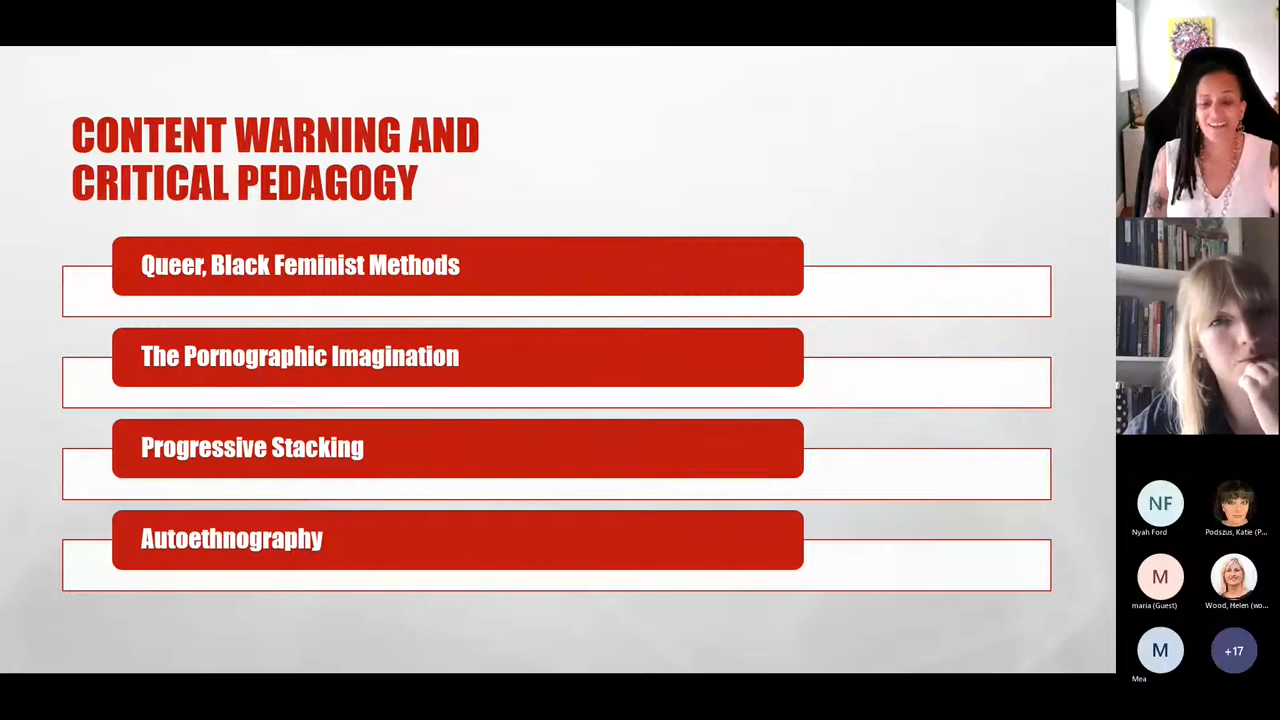 CONTENT WARNING AND
CRITICAL PEDAGOGY
Queer, Black Feminist Methods
The Pornographic Imagination
Progressive Stacking
Autoethnography
NF
Nyah Ford
Podszus, Katie (P...
M
maria (Guest)
Wood, Helen (wo...
M
Mea
+17